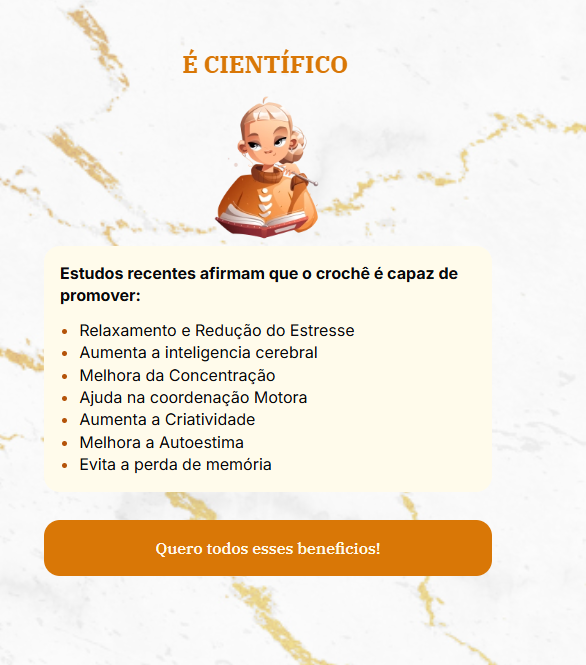 É CIENTÍFICO
Estudos recentes afirmam que o crochê é capaz de
promover:
Relaxamento e Redução do Estresse
Aumenta a inteligencia cerebral
Melhora da Concentração
Ajuda na coordenação Motora
Aumenta a Criatividade
Melhora a Autoestima
Evita a perda de memória
Quero todos esses beneficios!